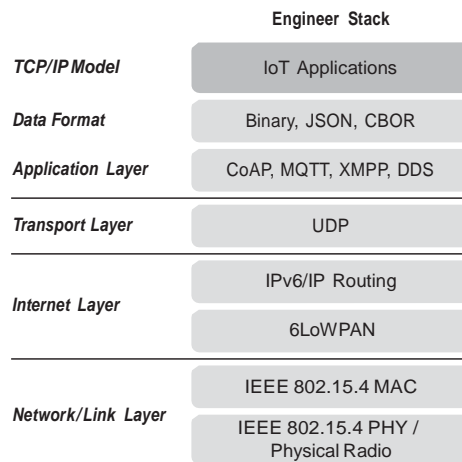 Engineer Stack
TCP/IP Model IoT Applications
Data Format Binary, JSON, CBOR
Application Layer CoAP, MQTT, XMPP, DDS
Transport Layer UDP
Internet Layer
IPv6/IP Routing
6LoWPAN
Network/Link Layer
IEEE 802.15.4 MAC
IEEE 802.15.4 PHY /
Physical Radio